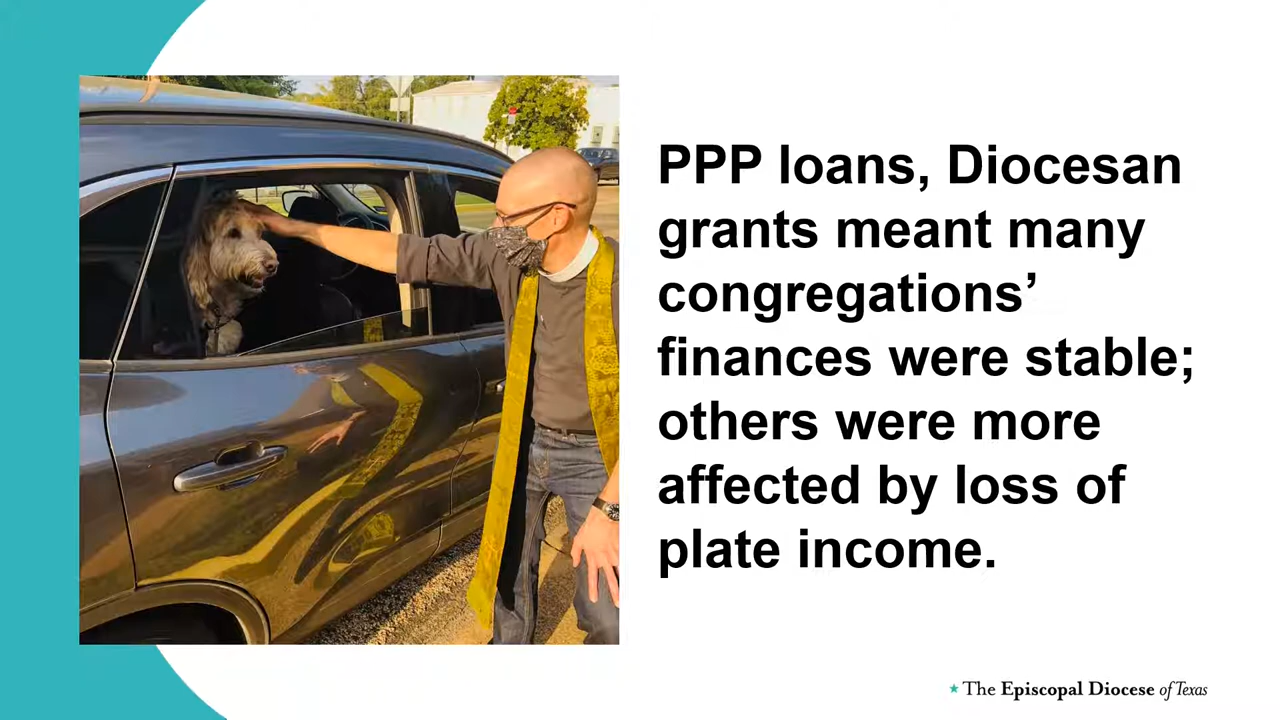 PPP loans, Diocesan
grants meant many
congregations’
finances were stable;
others were more
affected by loss of
plate income.
The Episcopal Diocese of Texas